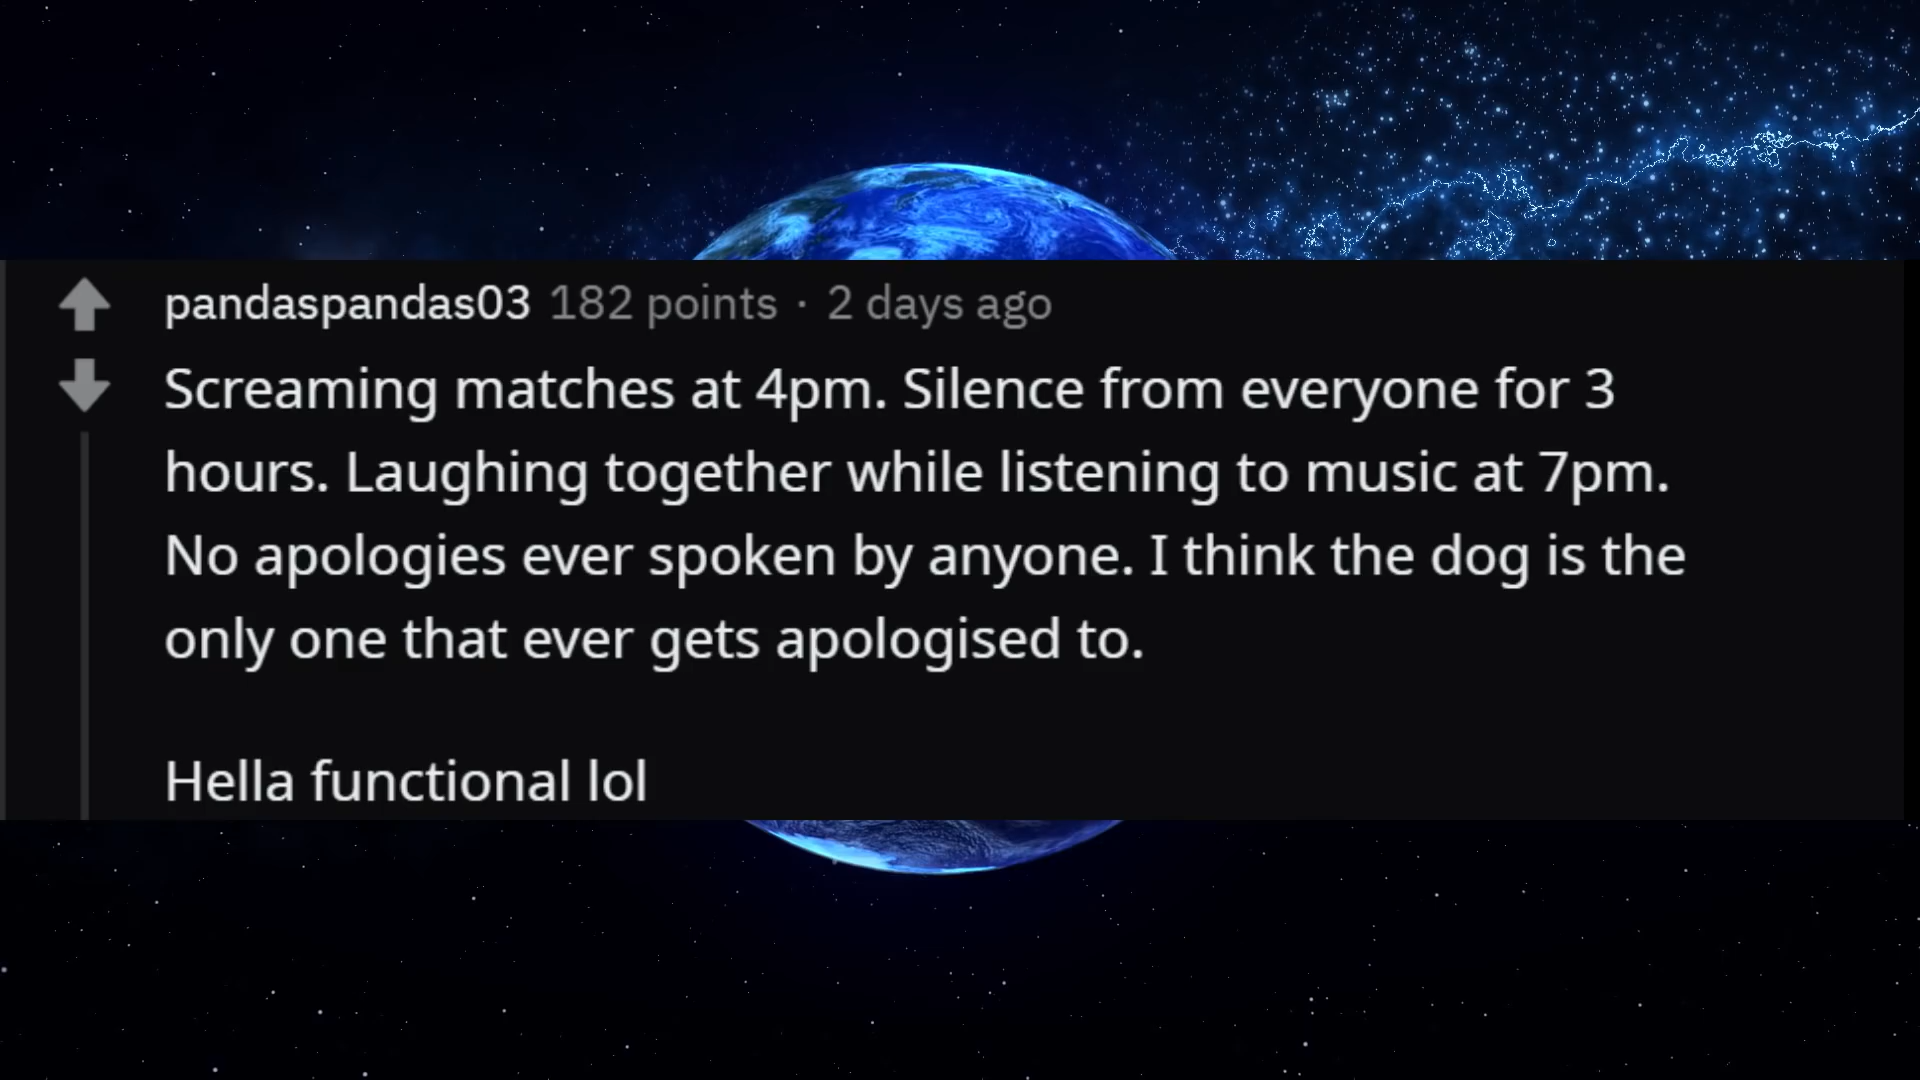 pandaspandas03 182 points · 2 days ago
Screaming matches at 4pm. Silence from everyone for 3
hours. Laughing together while listening to music at 7pm.
No apologies ever spoken by anyone. I think the dog is the
only one that ever gets apologised to.
Hella functional lol